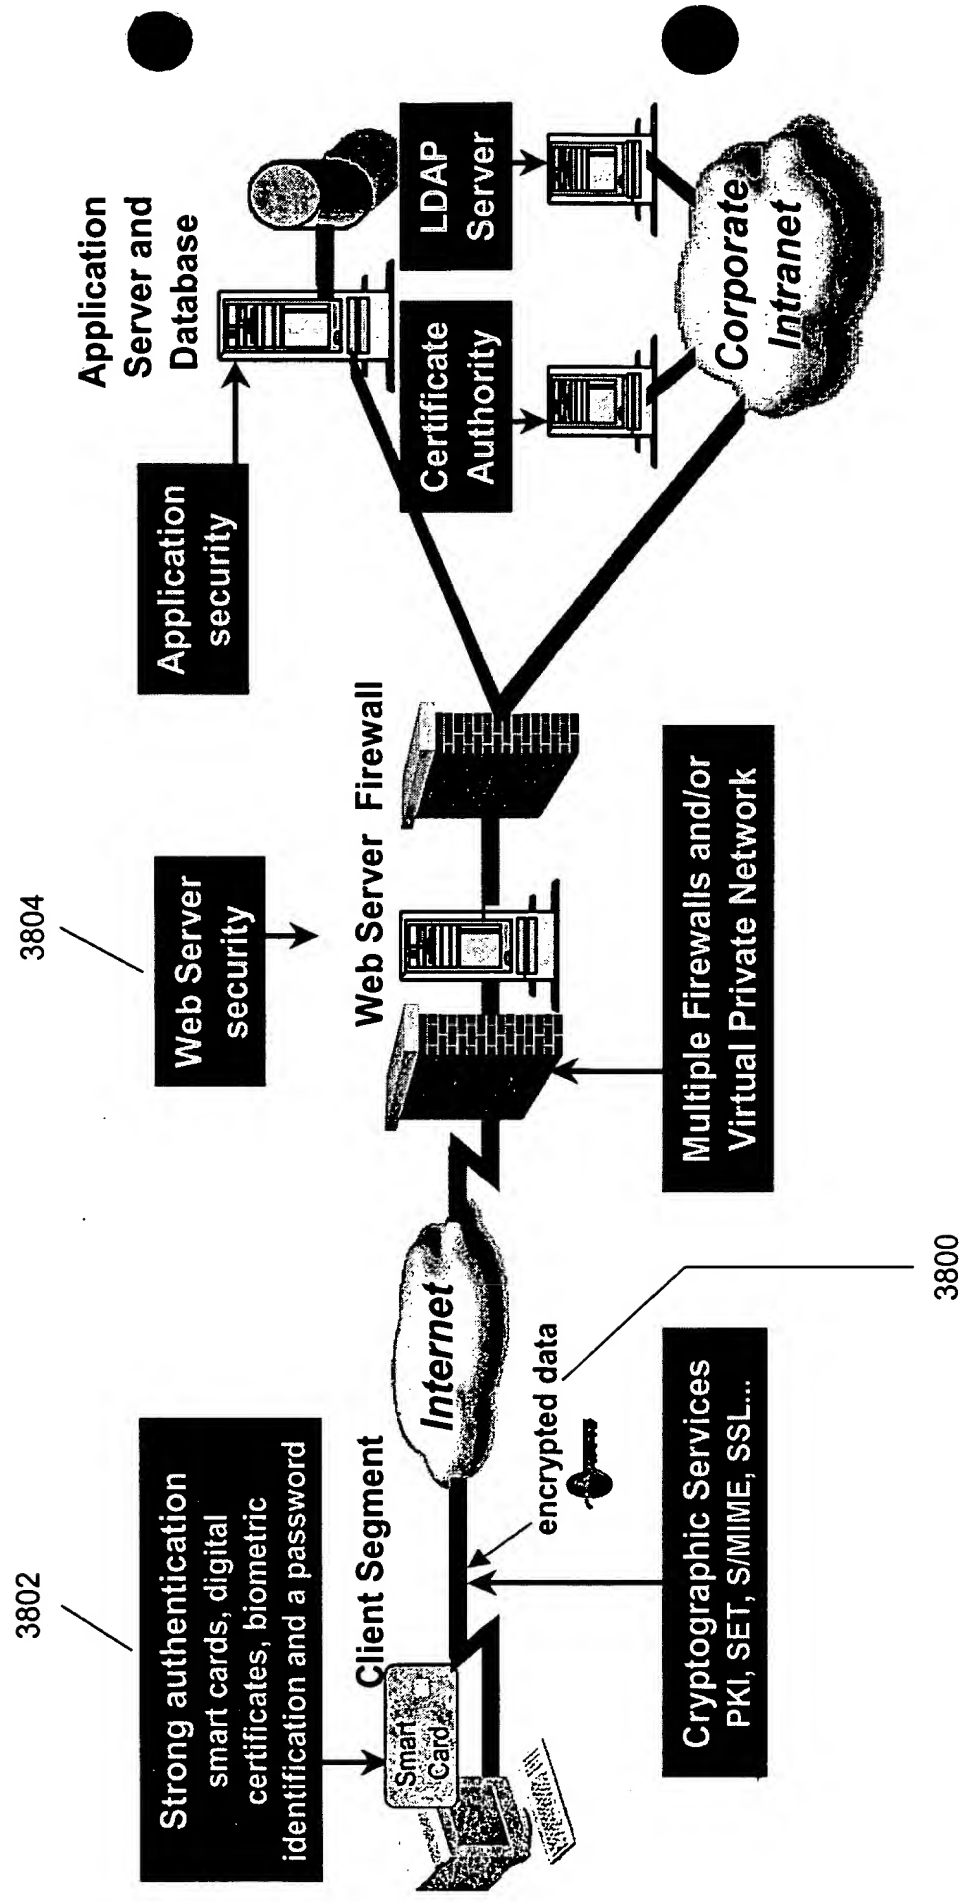 3802
Strong authentication
smart cards, digital
certificates, biometric
identification and a password
Client Segment
Smart
Card
encrypted data
3800
Cryptographic Services
PKI, SET, S/MIME, SSL...
Internet
3804
Web Server
security
Web Server
Firewall
Multiple Firewalls and/or
Virtual Private Network
Application
security
Application
Server and
Database
Certificate
Authority
LDAP
Server
Corporate
Intranet